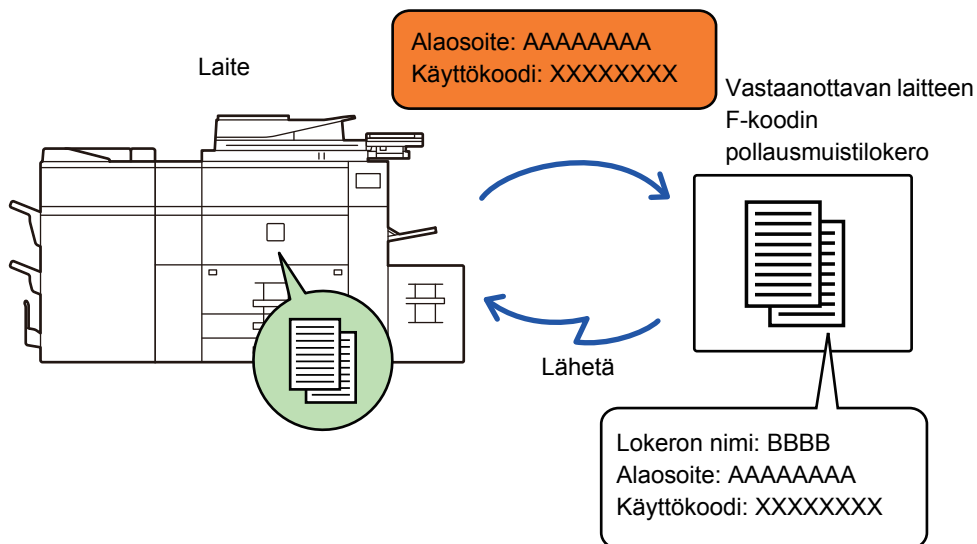 Laite
Alaosoite: AAAAAAAA
Käyttökoodi: XXXXXXXX
Vastaanottavan laitteen
F-koodin
pollausmuistilokero
Lähetä
Lokeron nimi: BBBB
Alaosoite: AAAAAAAA
Käyttökoodi: XXXXXXXX